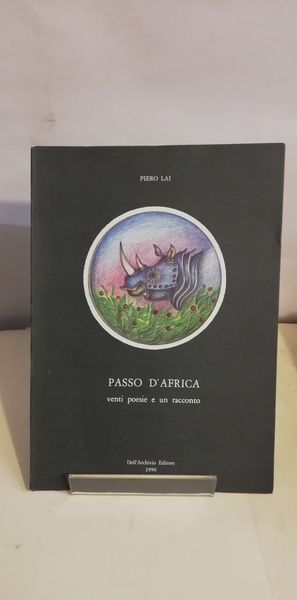 PIERO LAI
PASSO D'AFRICA
venti poesie e un racconto
Dell'Archivio Editore
1990